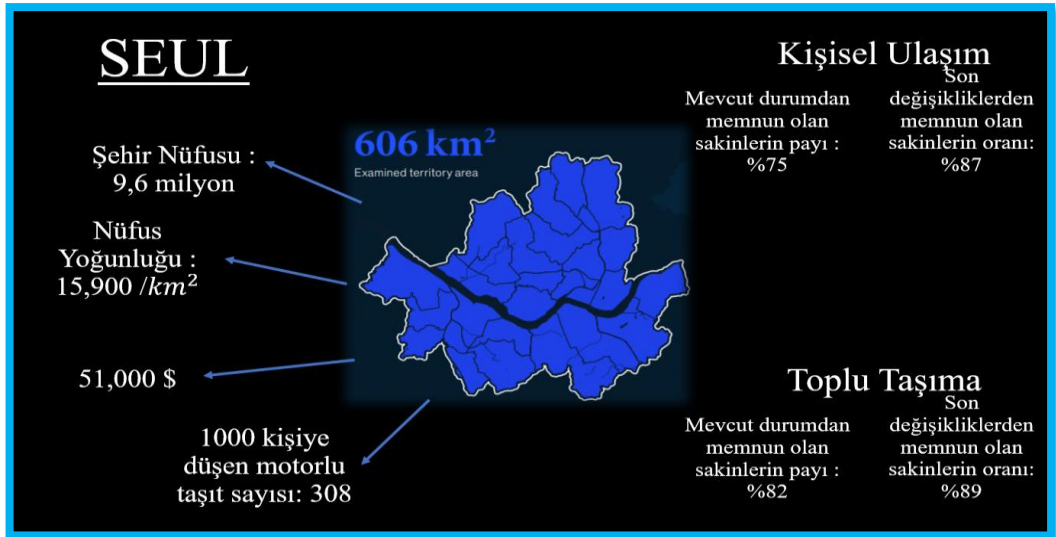 SEUL
Şehir Nüfusu :
9,6 milyon
Nüfus
Yoğunluğu :
15,900 /km²
51,000 $
1000 kişiye
düşen motorlu
taşıt sayısı: 308
606 km²
Examined territory area
Kişisel Ulaşım
Mevcut durumdan
memnun olan
sakinlerin payı :
%75
Son
değişikliklerden
memnun olan
sakinlerin oranı:
%87
Toplu Taşıma
Mevcut durumdan
memnun olan
sakinlerin payı :
%82
Son
değişikliklerden
memnun olan
sakinlerin oranı:
%89